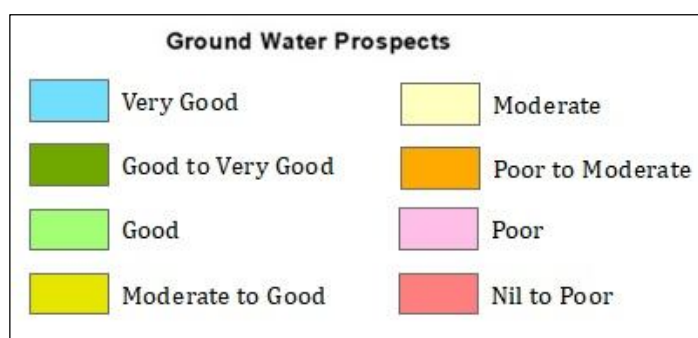 Ground Water Prospects
Very Good
Good to Very Good
Good
Moderate to Good
Moderate
Poor to Moderate
Poor
Nil to Poor